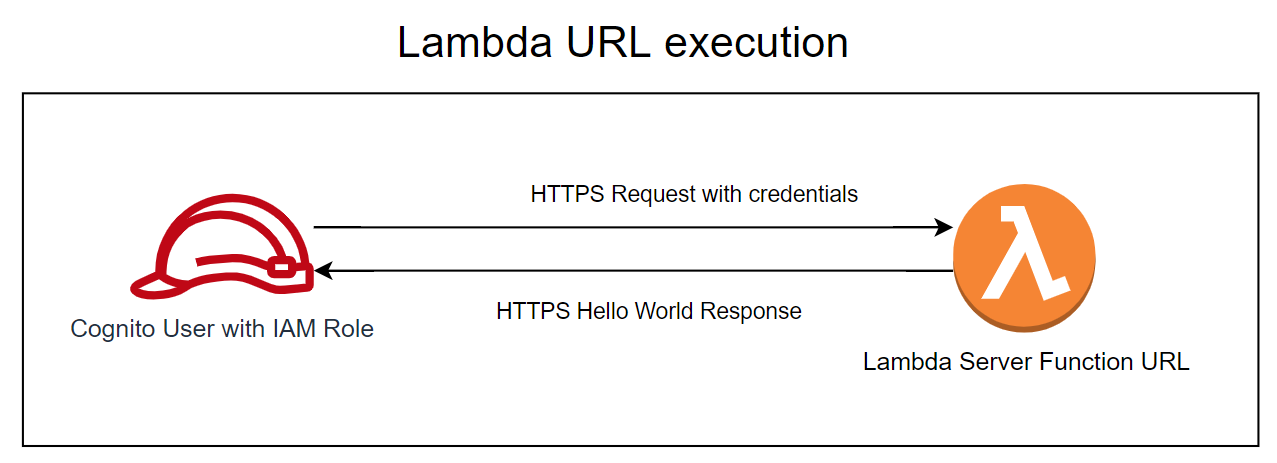 Lambda URL execution
HTTPS Request with credentials
HTTPS Hello World Response
Cognito User with IAM Role
Lambda Server Function URL